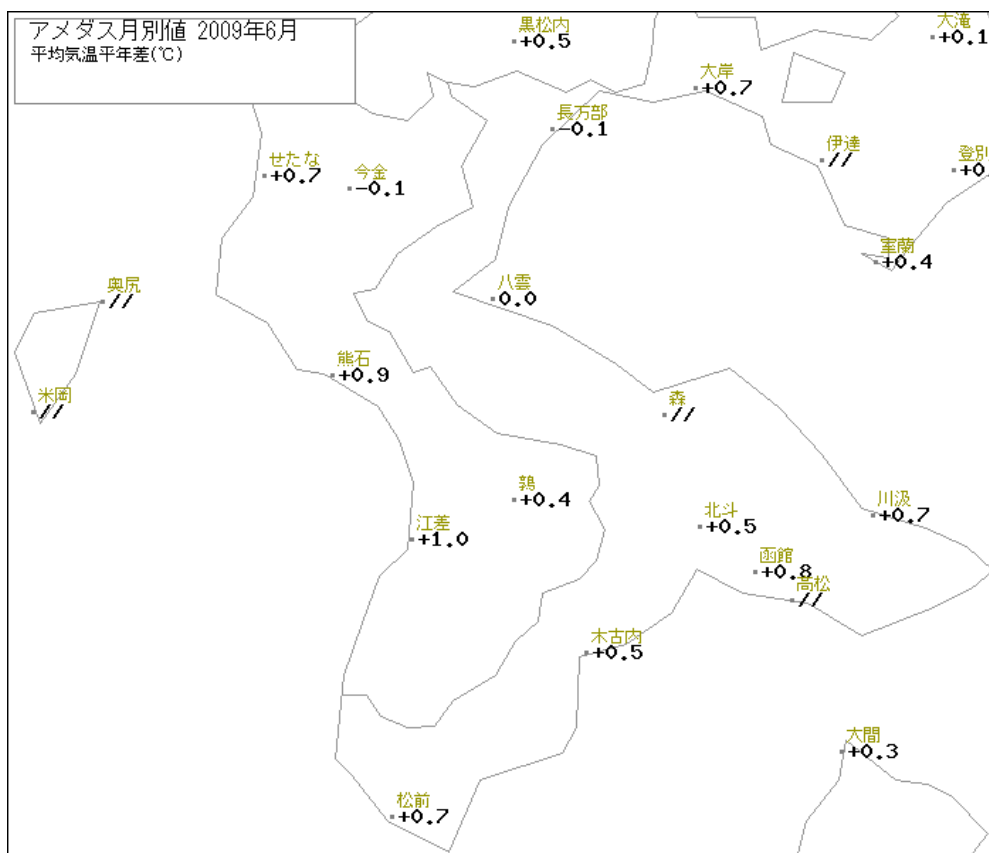 アメダス月別値 2009年6月
平均気温平年差(℃)
黒松内
+0.5
大滝
+0.1
大岸
+0.7
長万部
-0.1
伊達
//
登別
+0.
せたな
+0.7
今金
-0.1
室蘭
+0.4
奥尻
//
八雲
0.0
熊石
+0.9
米岡
//
森
//
鶉
+0.4
川汲
+0.7
北斗
+0.5
江差
+1.0
函館
+0.8
高松
//
木古内
+0.5
大間
+0.3
松前
+0.7